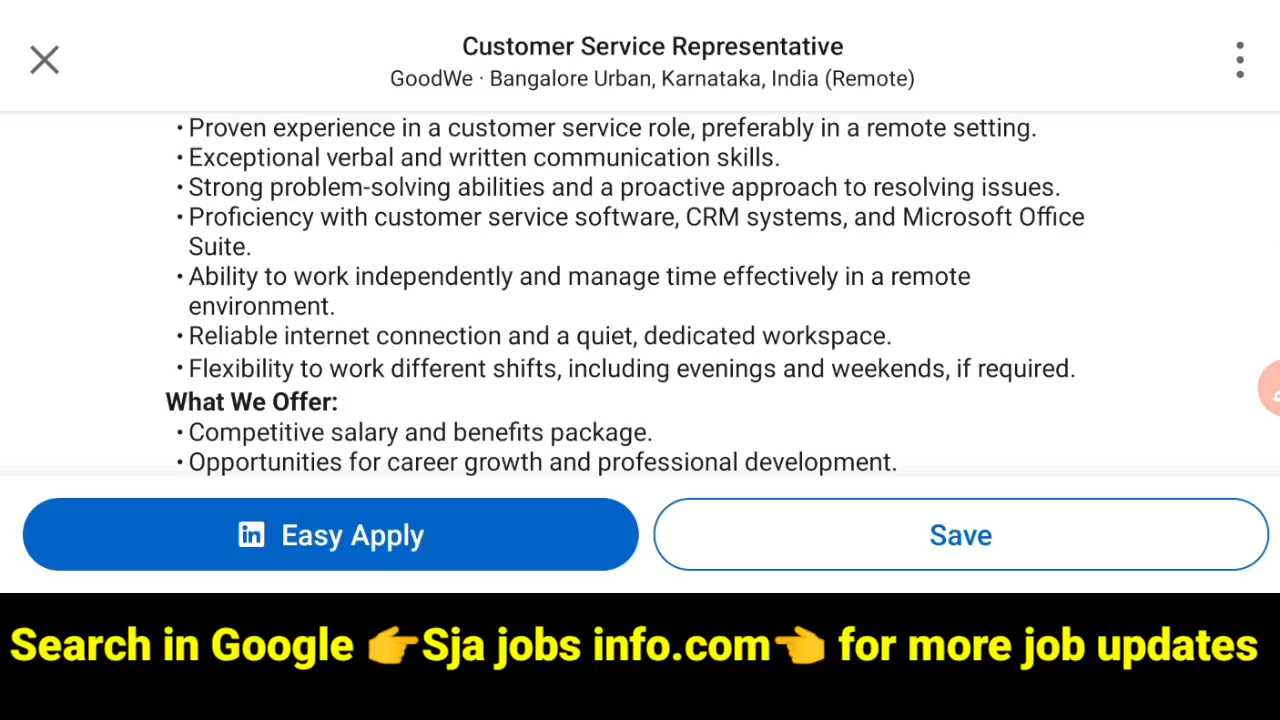 Customer Service Representative
GoodWe · Bangalore Urban, Karnataka, India (Remote)
• Proven experience in a customer service role, preferably in a remote setting.
• Exceptional verbal and written communication skills.
• Strong problem-solving abilities and a proactive approach to resolving issues.
• Proficiency with customer service software, CRM systems, and Microsoft Office
Suite.
• Ability to work independently and manage time effectively in a remote
environment.
• Reliable internet connection and a quiet, dedicated workspace.
• Flexibility to work different shifts, including evenings and weekends, if required.
What We Offer:
• Competitive salary and benefits package.
• Opportunities for career growth and professional development.
in Easy Apply
Save
Search in Google 👉Sja jobs info.com👈 for more job updates